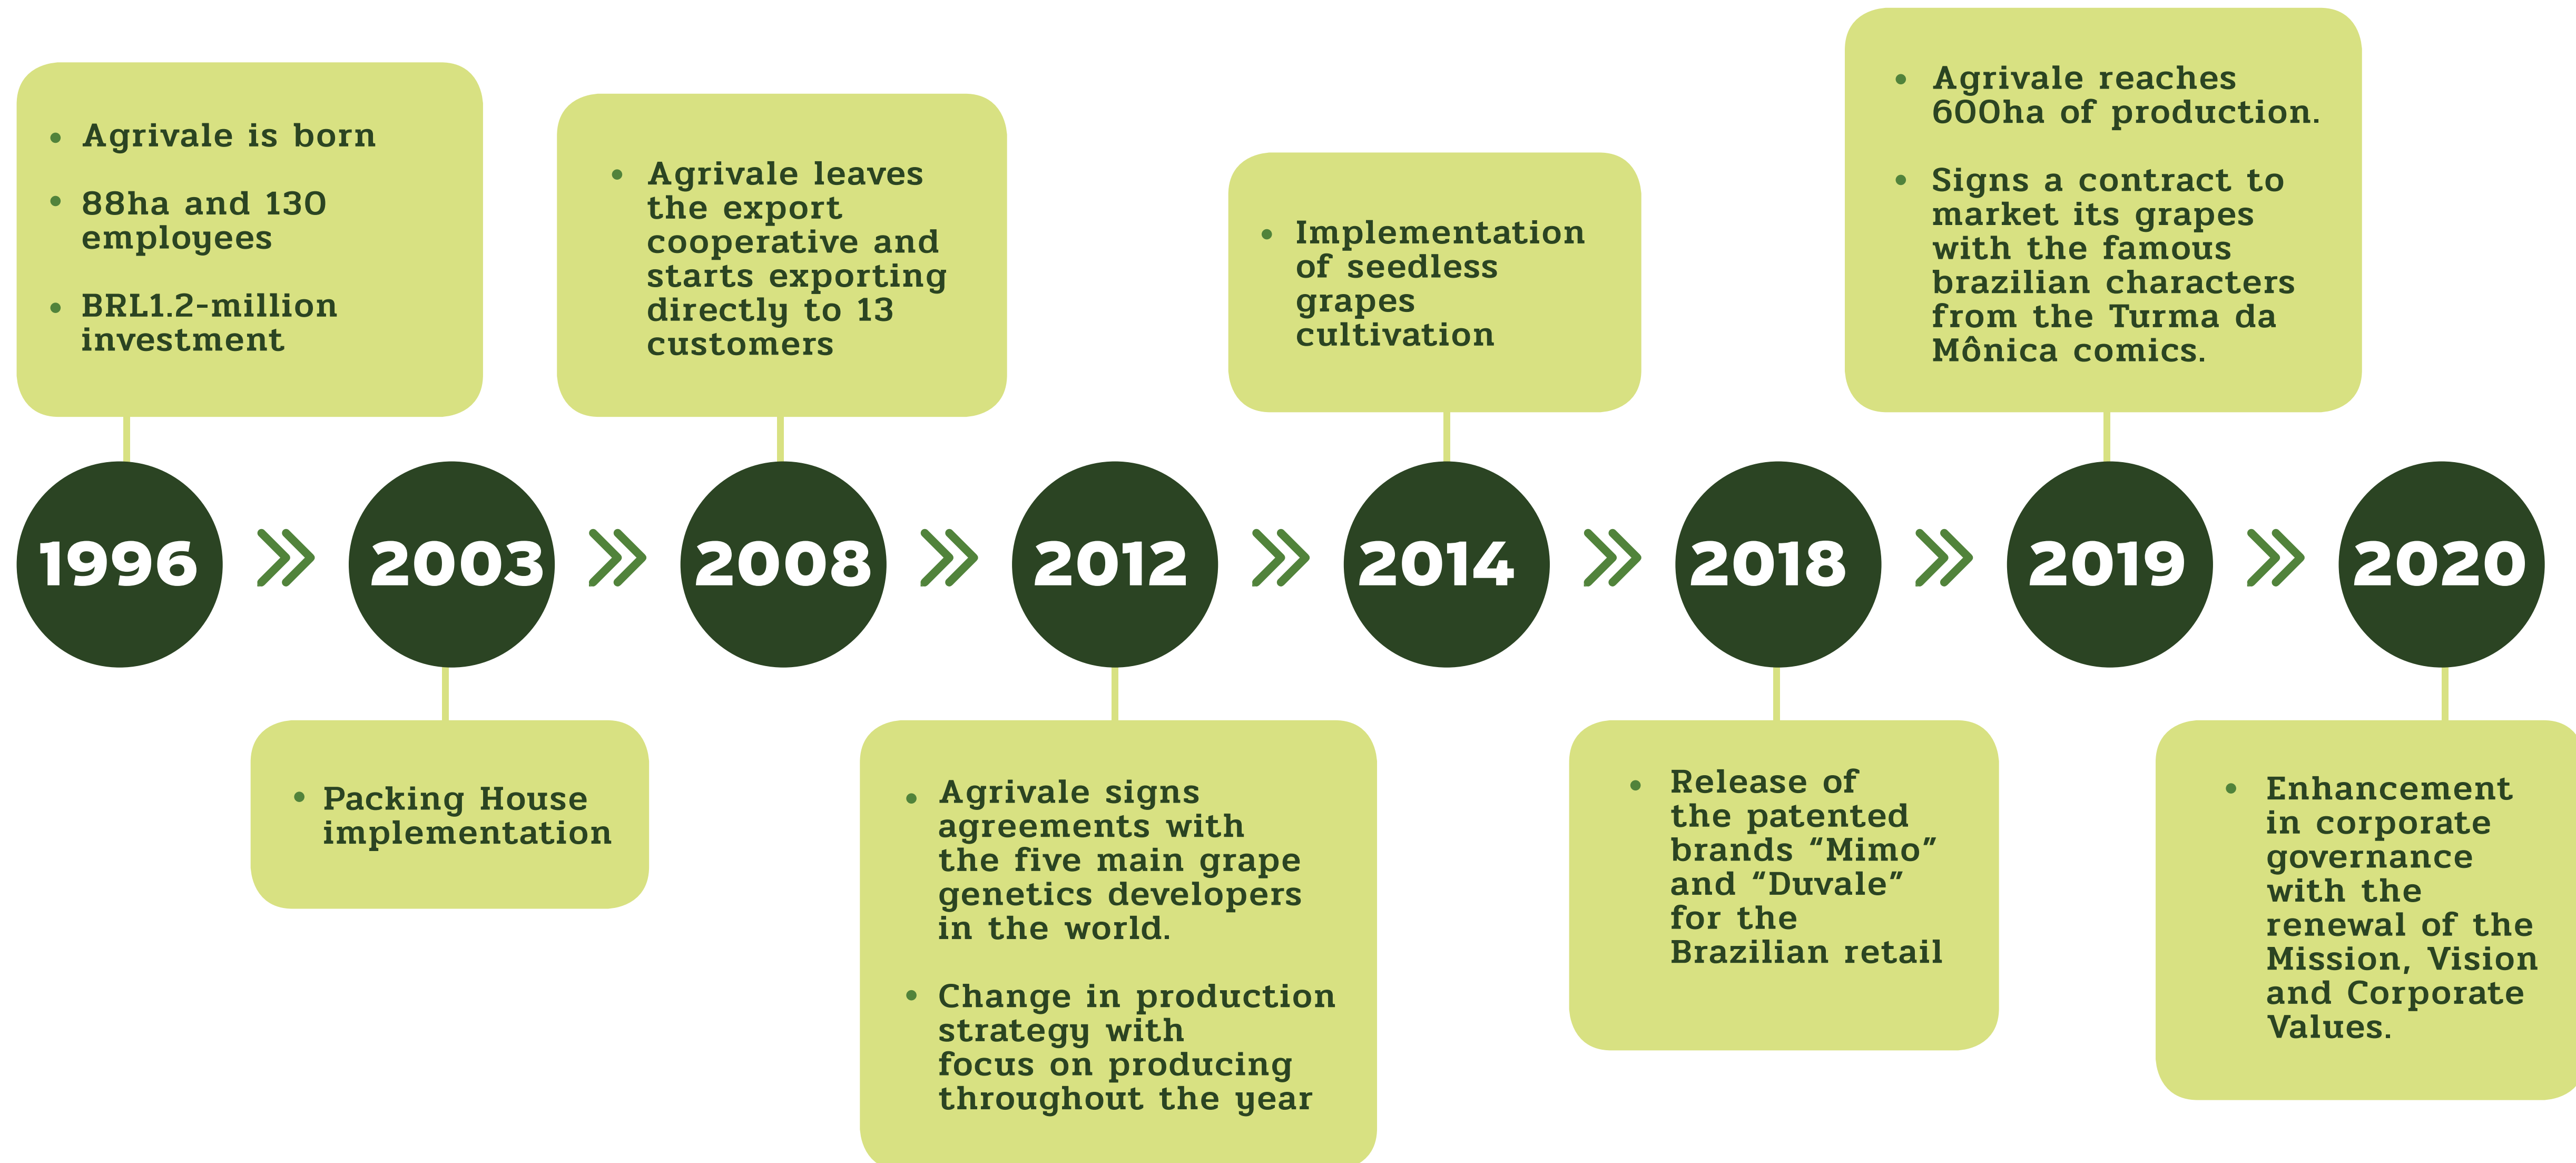 Agrivale is born
88ha and 130
employees
BRL1.2-million
investment
Agrivale leaves
the export
cooperative and
starts exporting
directly to 13
customers
Implementation
of seedless
grapes
cultivation
Agrivale reaches
600ha of production.
Signs a contract to
market its grapes
with the famous
brazilian characters
from the Turma da
Mônica comics.
1996
2003
2008
2012
2014
2018
2019
2020
Packing House
implementation
Agrivale signs
agreements with
the five main grape
genetics developers
in the world.
Change in production
strategy with
focus on producing
throughout the year
Release of
the patented
brands “Mimo”
and “Duvale”
for the
Brazilian retail
Enhancement
in corporate
governance
with the
renewal of the
Mission, Vision
and Corporate
Values.